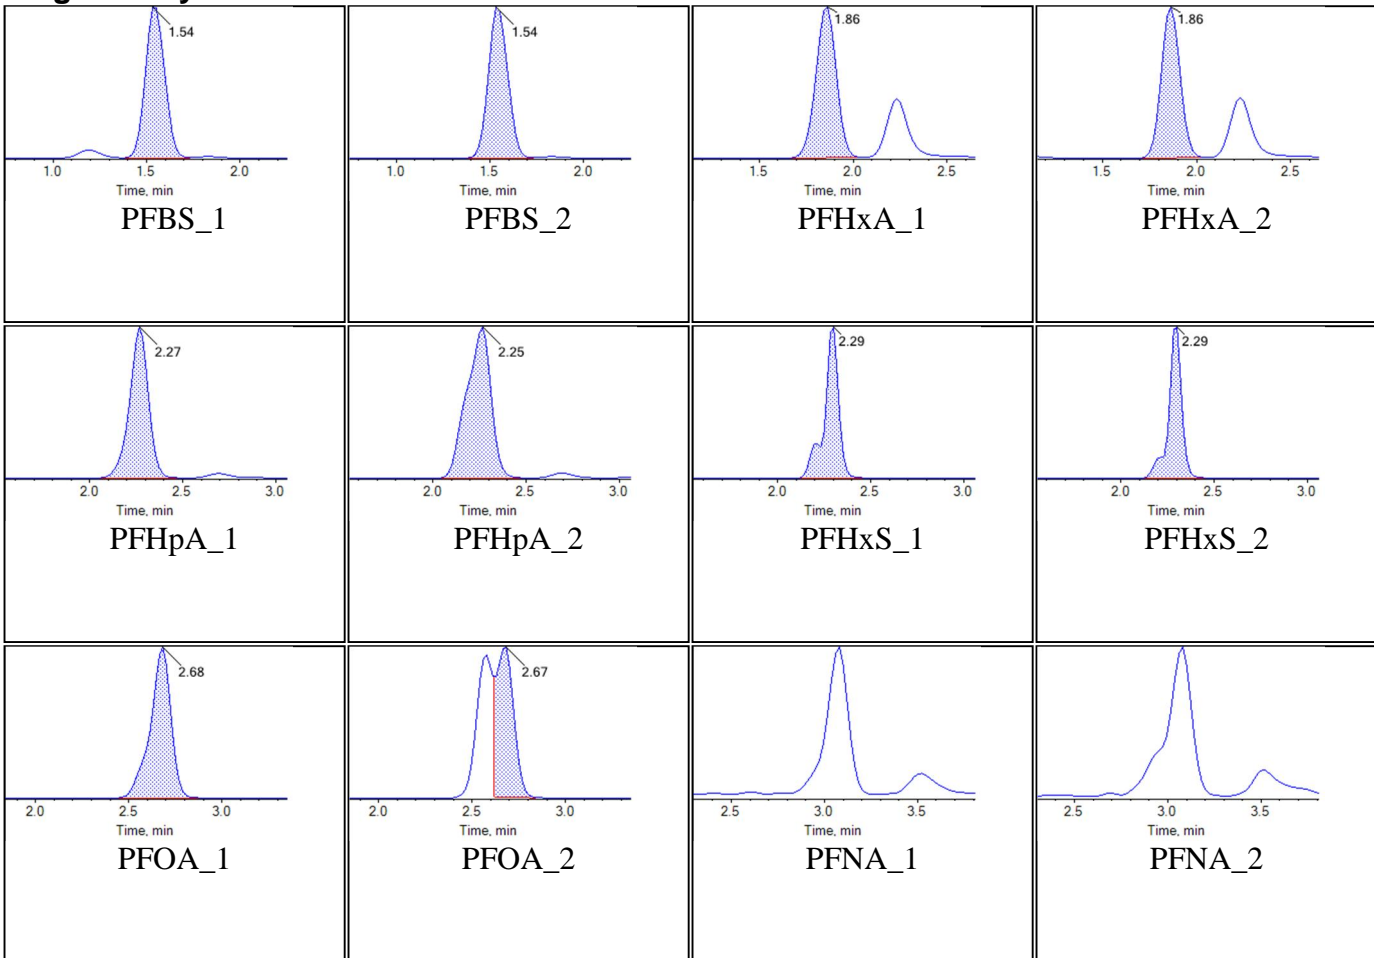 1.54
1.0 1.5 2.0
Time, min
PFBS_1
1.54
1.0 1.5 2.0
Time, min
PFBS_2
1.86
1.5 2.0 2.5
Time, min
PFHxA_1
1.86
1.5 2.0 2.5
Time, min
PFHxA_2
2.27
2.0 2.5 3.0
Time, min
PFHpA_1
2.25
2.0 2.5 3.0
Time, min
PFHpA_2
2.29
2.0 2.5 3.0
Time, min
PFHxS_1
2.29
2.0 2.5 3.0
Time, min
PFHxS_2
2.68
2.0 2.5 3.0
Time, min
PFOA_1
2.67
2.0 2.5 3.0
Time, min
PFOA_2
2.5 3.0 3.5
Time, min
PFNA_1
2.5 3.0 3.5
Time, min
PFNA_2